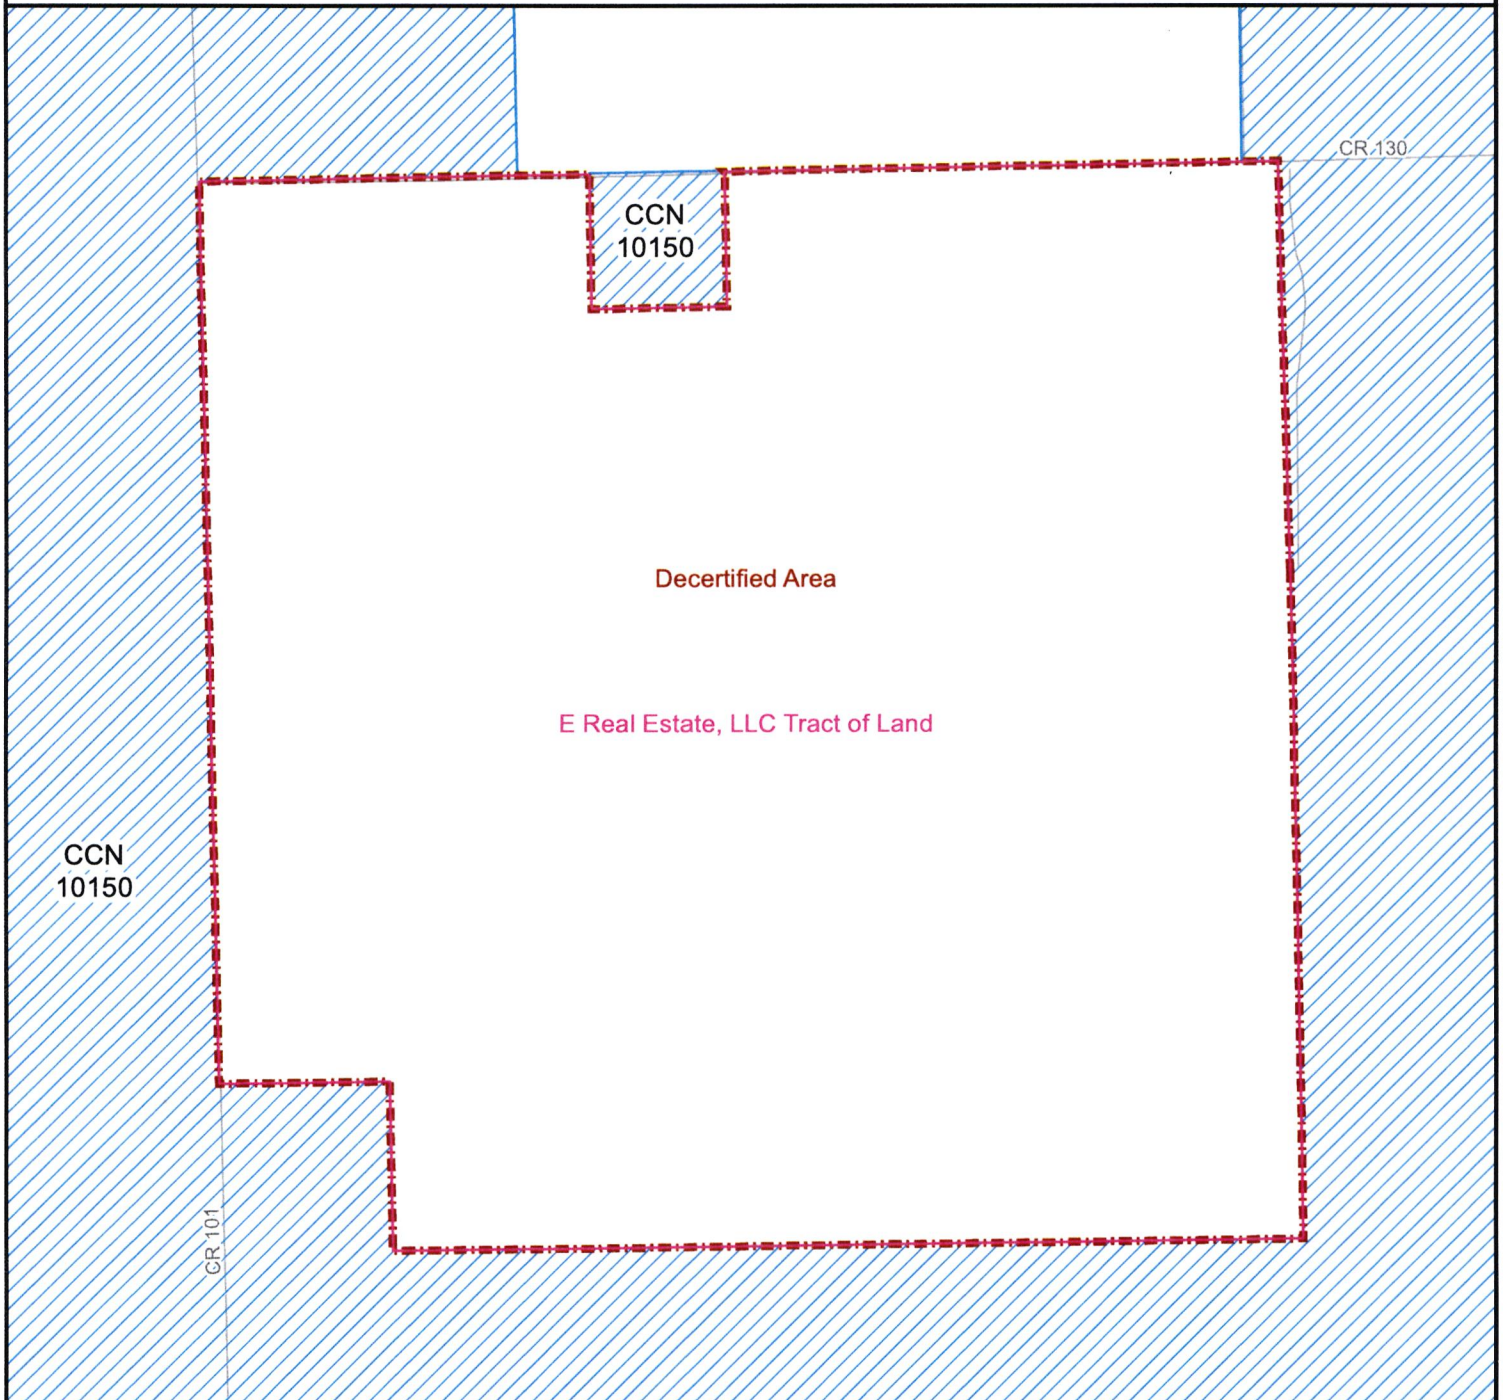 CR 130
CCN
10150
Decertified Area
E Real Estate, LLC Tract of Land
CCN
10150
CR 101